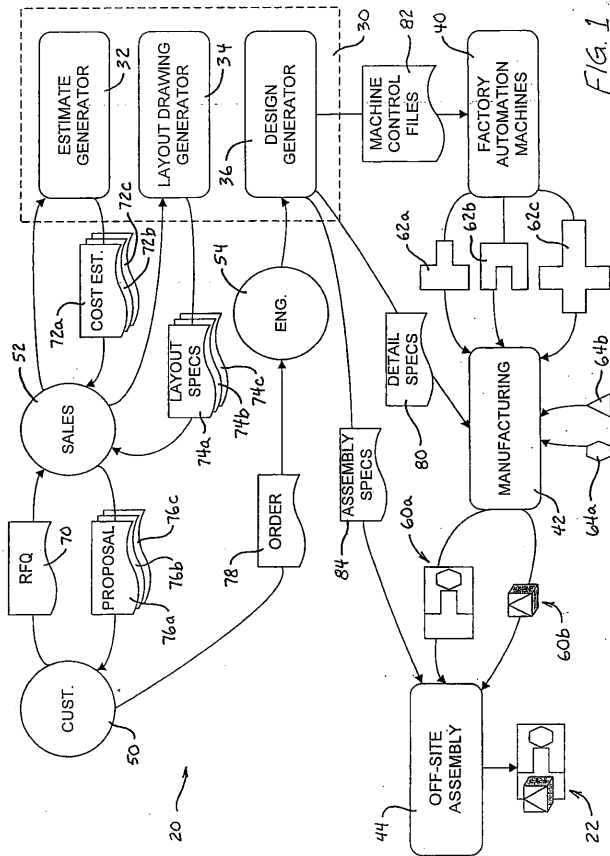 FIG. 1
20
CUST.
50
RFQ
70
PROPOSAL
76a
76b
76c
SALES
52
COST EST.
72a
72b
72c
LAYOUT
SPECS
74a
74b
74c
ESTIMATE
GENERATOR
32
LAYOUT DRAWING
GENERATOR
34
DESIGN
GENERATOR
36
30
ORDER
78
ENG.
54
ASSEMBLY
SPECS
84
DETAIL
SPECS
80
MACHINE
CONTROL
FILES
82
FACTORY
AUTOMATION
MACHINES
40
62a
62b
62c
MANUFACTURING
42
64a
64b
60a
60b
OFF-SITE
ASSEMBLY
44
22